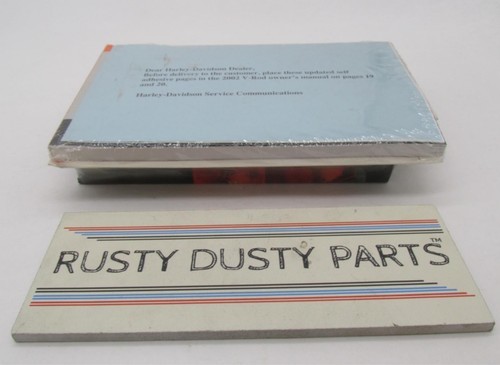 Dear Harley-Davidson Dealer,
Before delivery to the customer, place these updated self
adhesive pages in the 2002 V-Rod owner's manual on pages 19
and 20.
Harley-Davidson Service Communications
RUSTY DUSTY PARTS™